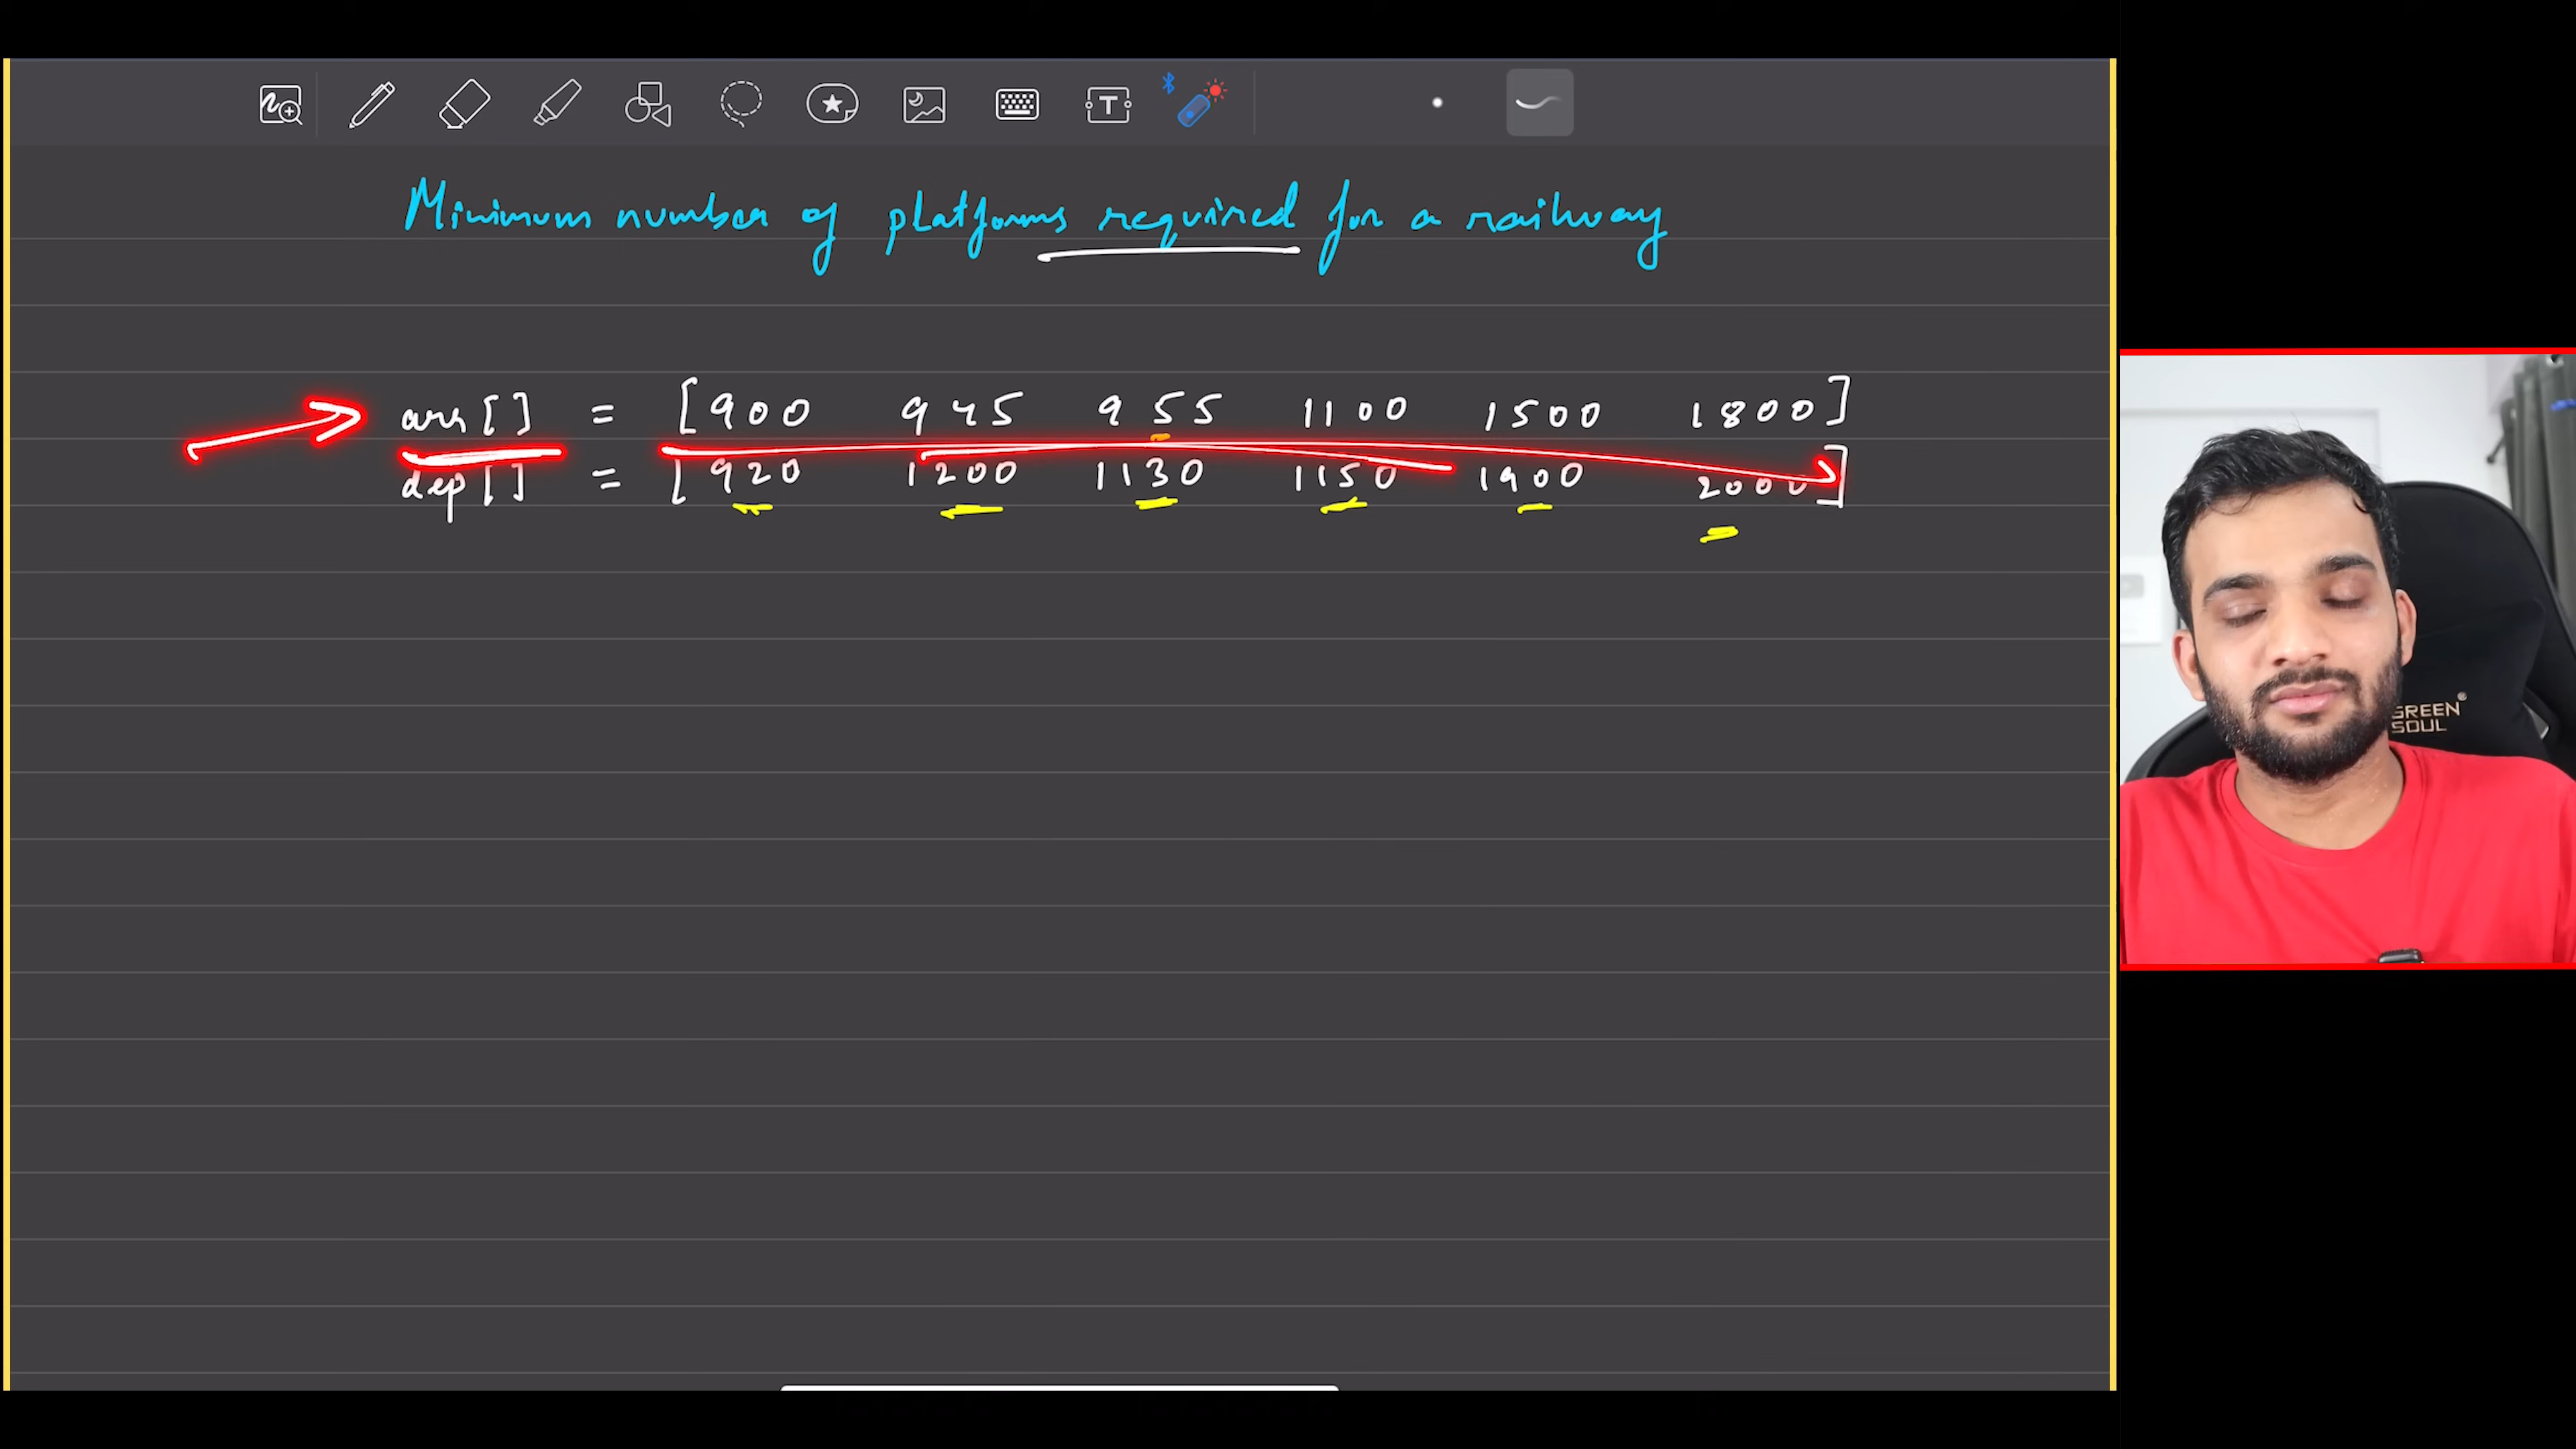 Minimum number of platforms required for a railway
arr[] = [900 945 955 1100 1500 1800]
dep[] = [920 1200 1130 1150 1900 2000]
GREEN
SOUL